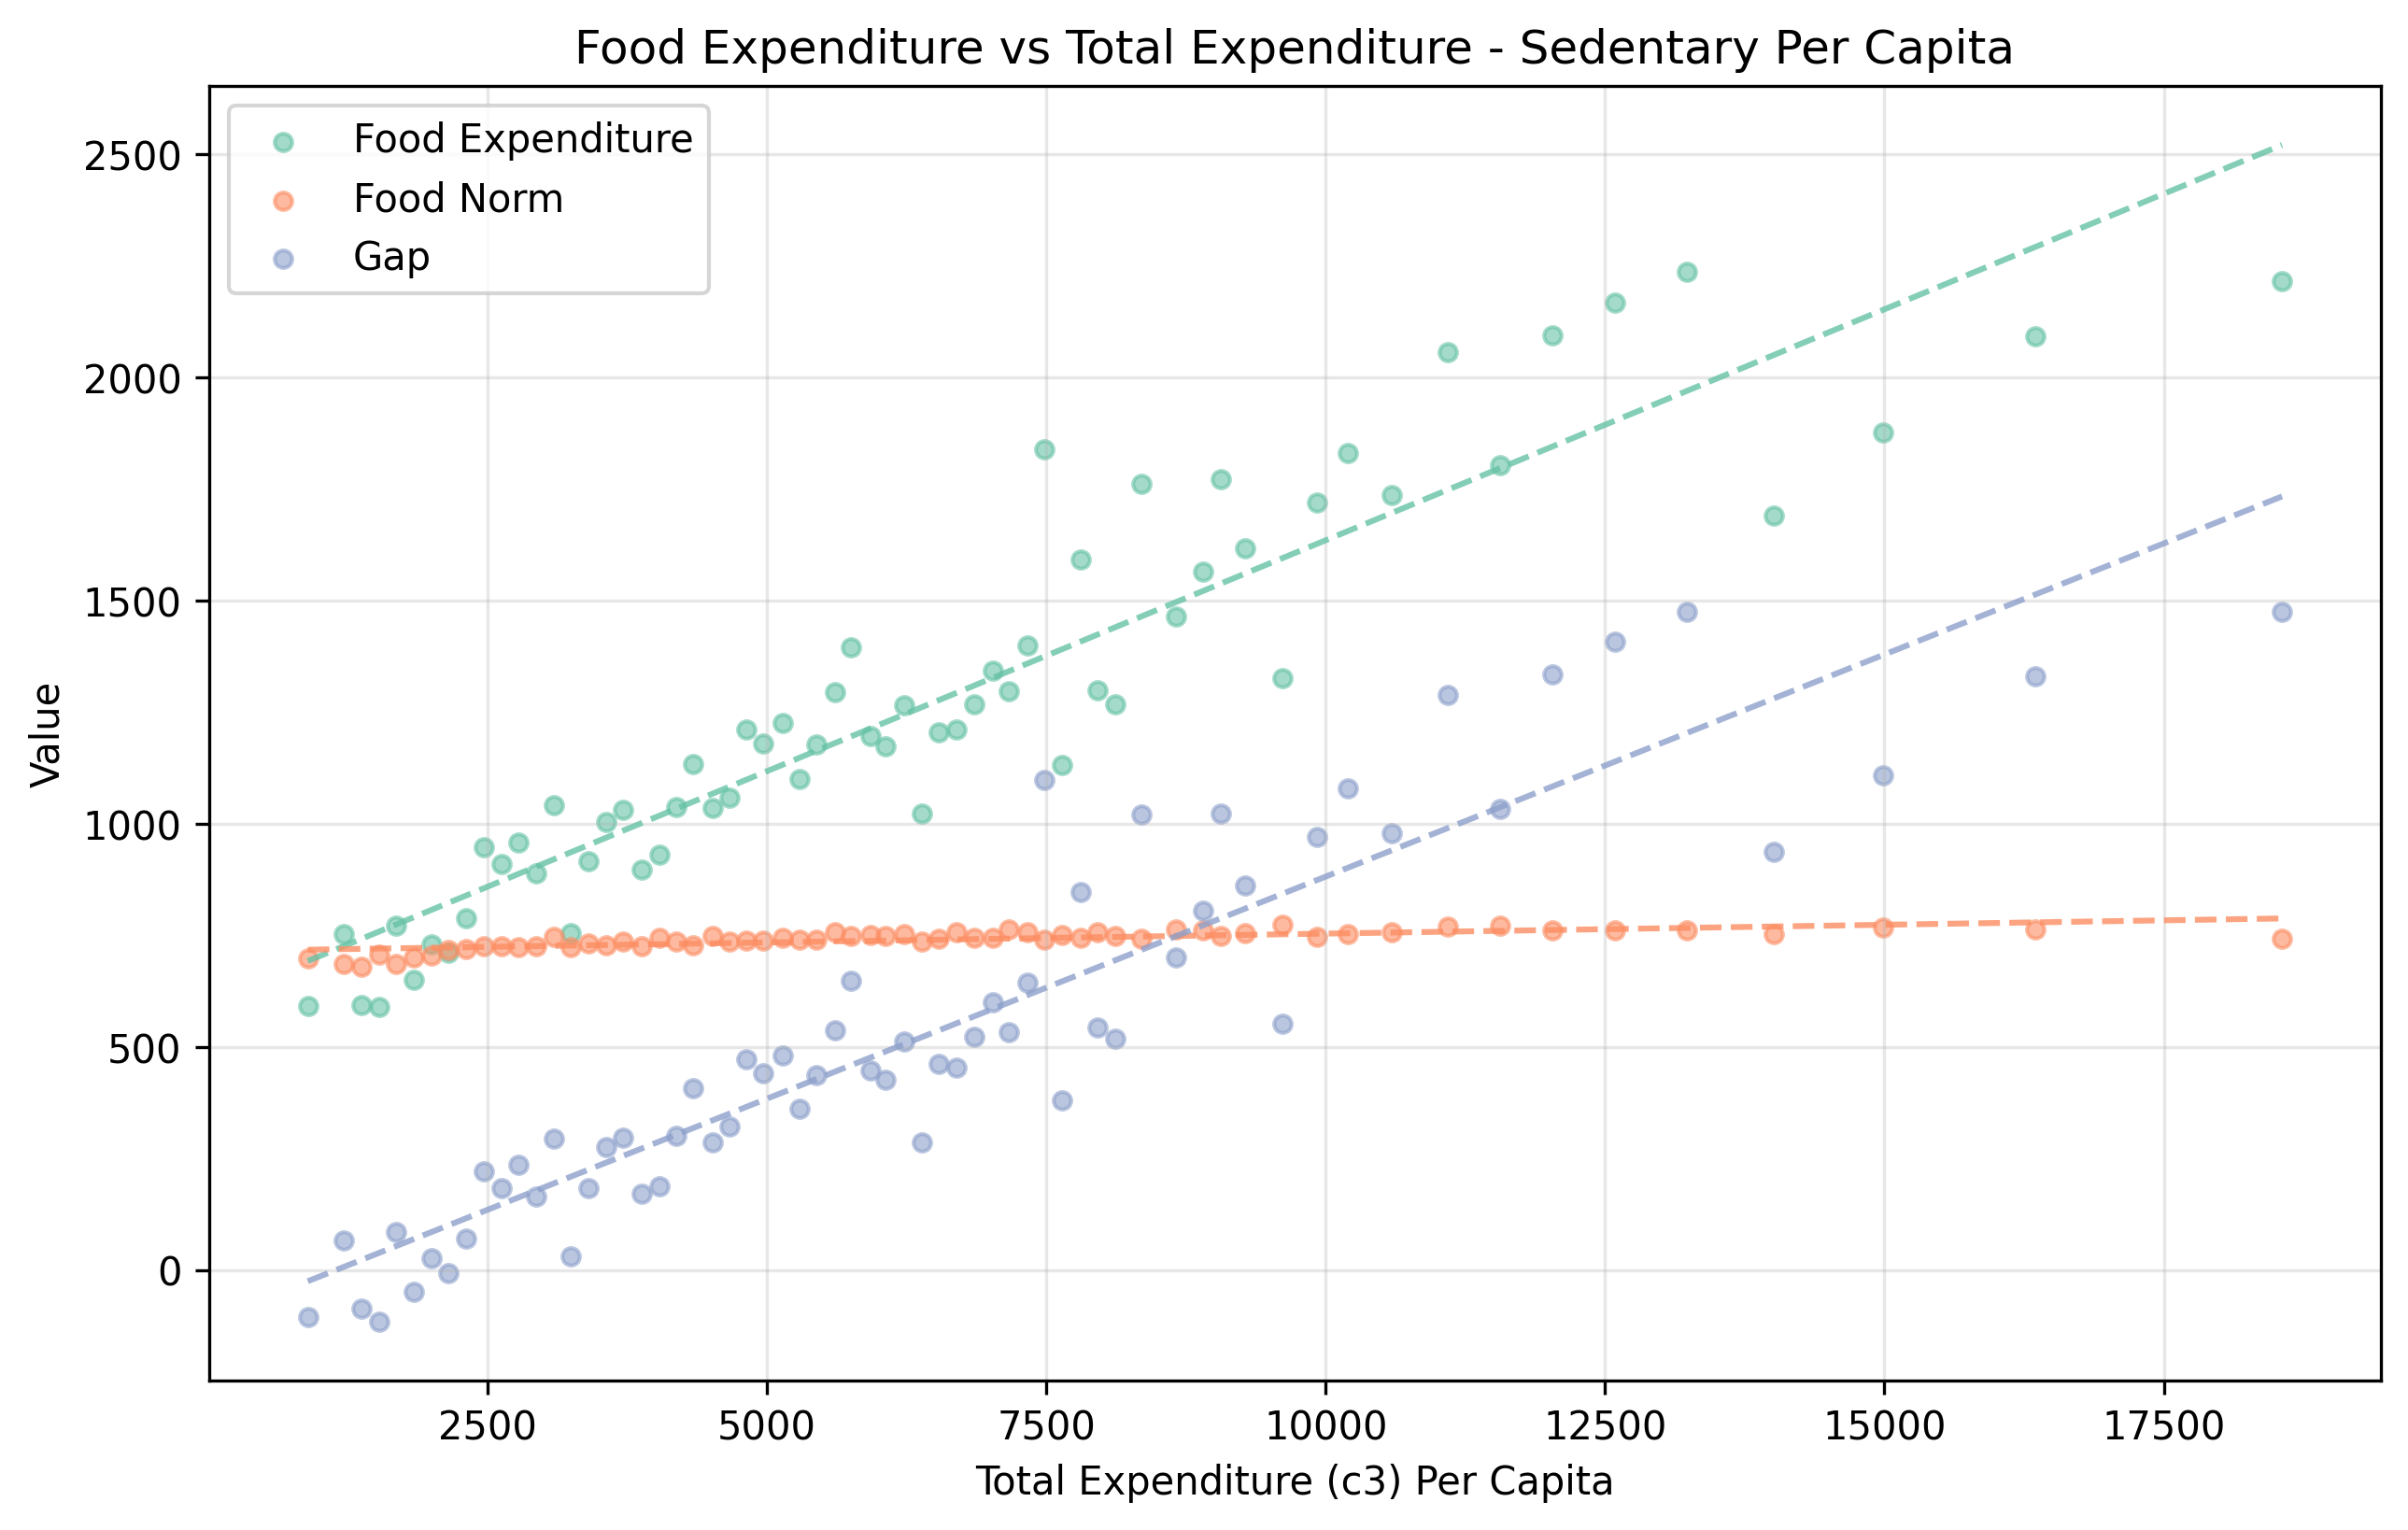 Food Expenditure vs Total Expenditure - Sedentary Per Capita
Food Expenditure
Food Norm
Gap
2500
2000
1500
1000
500
0
Value
2500 5000 7500 10000 12500 15000 17500
Total Expenditure (c3) Per Capita